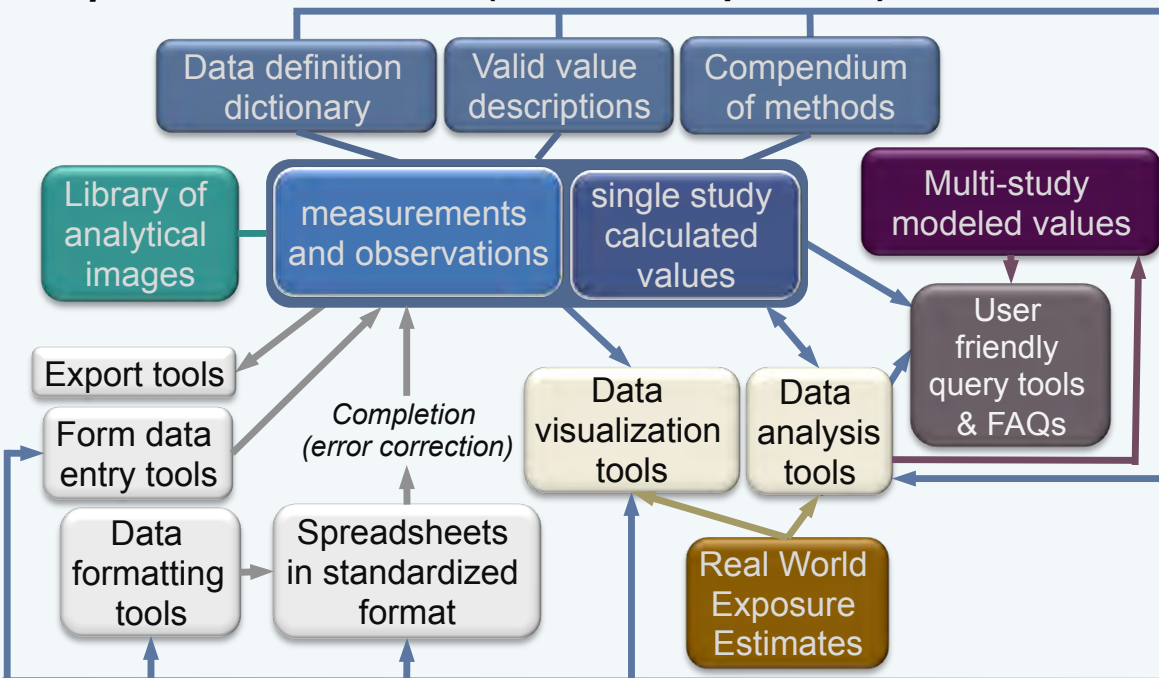 Data definition
dictionary
Valid value
descriptions
Compendium
of methods
Library of
analytical
images
measurements
and observations
single study
calculated
values
Multi-study
modeled values
User
friendly
query tools
& FAQs
Export tools
Form data
entry tools
Completion
(error correction)
Data
visualization
tools
Data
analysis
tools
Data
formatting
tools
Spreadsheets
in standardized
format
Real World
Exposure
Estimates